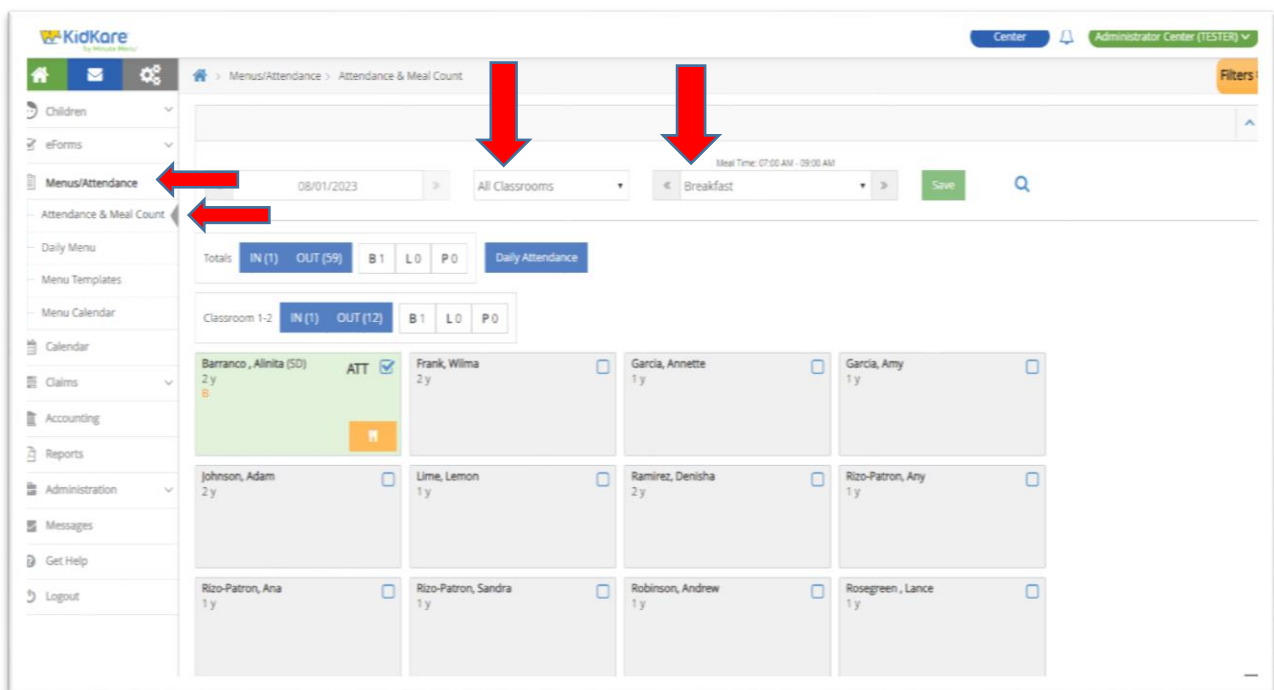 KidKare
by Minute Menu
Center
Administrator Center (TESTER)
Menus/Attendance > Attendance & Meal Count
Filters
Children
eForms
Menus/Attendance
Attendance & Meal Count
Daily Menu
Menu Templates
Menu Calendar
Calendar
Claims
Accounting
Reports
Administration
Messages
Get Help
Logout
Meal Time: 07:00 AM - 09:00 AM
08/01/2023 » All Classrooms « Breakfast » Save
Totals IN (1) OUT (59) B 1 L 0 P 0 Daily Attendance
Classroom 1-2 IN (1) OUT (12) B 1 L 0 P 0
Barranco , Alinita (SD) ATT
2 y
B
Frank, Wilma
2 y
Garcia, Annette
1 y
Garcia, Amy
1 y
Johnson, Adam
2 y
Lime, Lemon
1 y
Ramirez, Denisha
2 y
Rizo-Patron, Any
1 y
Rizo-Patron, Ana
1 y
Rizo-Patron, Sandra
1 y
Robinson, Andrew
1 y
Rosegreen , Lance
1 y